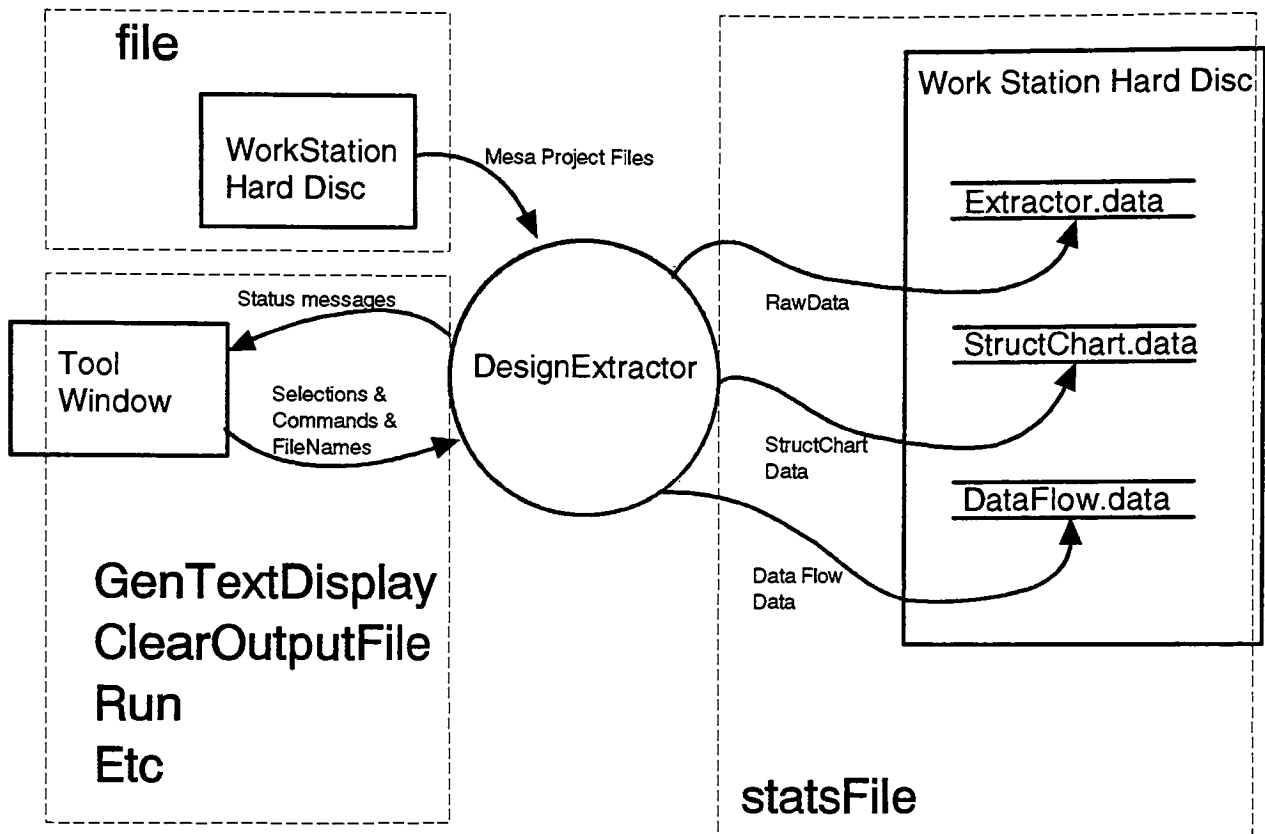 file
WorkStation
Hard Disc
Mesa Project Files
Status messages
Tool
Window
Selections &
Commands &
FileNames
DesignExtractor
GenTextDisplay
ClearOutputFile
Run
Etc
Work Station Hard Disc
Extractor.data
RawData
StructChart.data
StructChart
Data
DataFlow.data
Data Flow
Data
statsFile